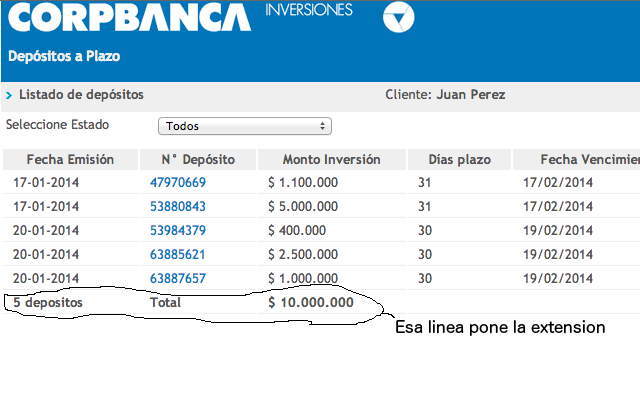 CORPBANCA INVERSIONES
Depósitos a Plazo
Listado de depósitos Cliente: Juan Perez
Seleccione Estado Todos
Fecha Emisión N° Depósito Monto Inversión Días plazo Fecha Vencimie
17-01-2014 47970669 $ 1.100.000 31 17/02/2014
17-01-2014 53880843 $ 5.000.000 31 17/02/2014
20-01-2014 53984379 $ 400.000 30 19/02/2014
20-01-2014 63885621 $ 2.500.000 30 19/02/2014
20-01-2014 63887657 $ 1.000.000 30 19/02/2014
5 depositos Total $ 10.000.000
Esa linea pone la extension